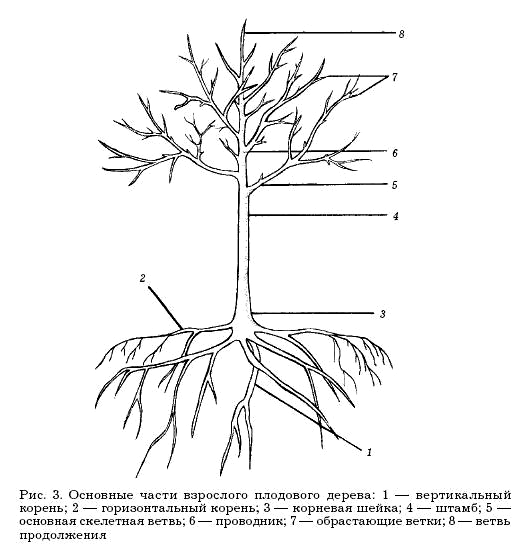 8
7
6
5
4
2
3
1
Рис. 3. Основные части взрослого плодового дерева: 1 — вертикальный
корень; 2 — горизонтальный корень; 3 — корневая шейка; 4 — штамб; 5 —
основная скелетная ветвь; 6 — проводник; 7 — обрастающие ветки; 8 — ветвь
продолжения